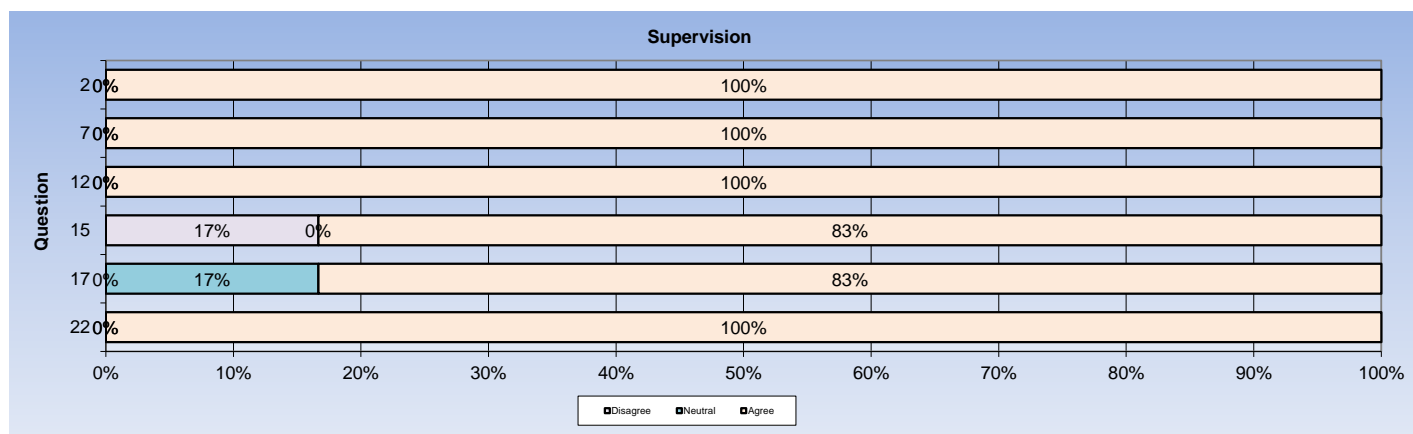 Supervision
Question
2 0% 100%
7 0% 100%
12 0% 100%
15 17% 0% 83%
17 0% 17% 83%
22 0% 100%
0% 10% 20% 30% 40% 50% 60% 70% 80% 90% 100%
Disagree Neutral Agree